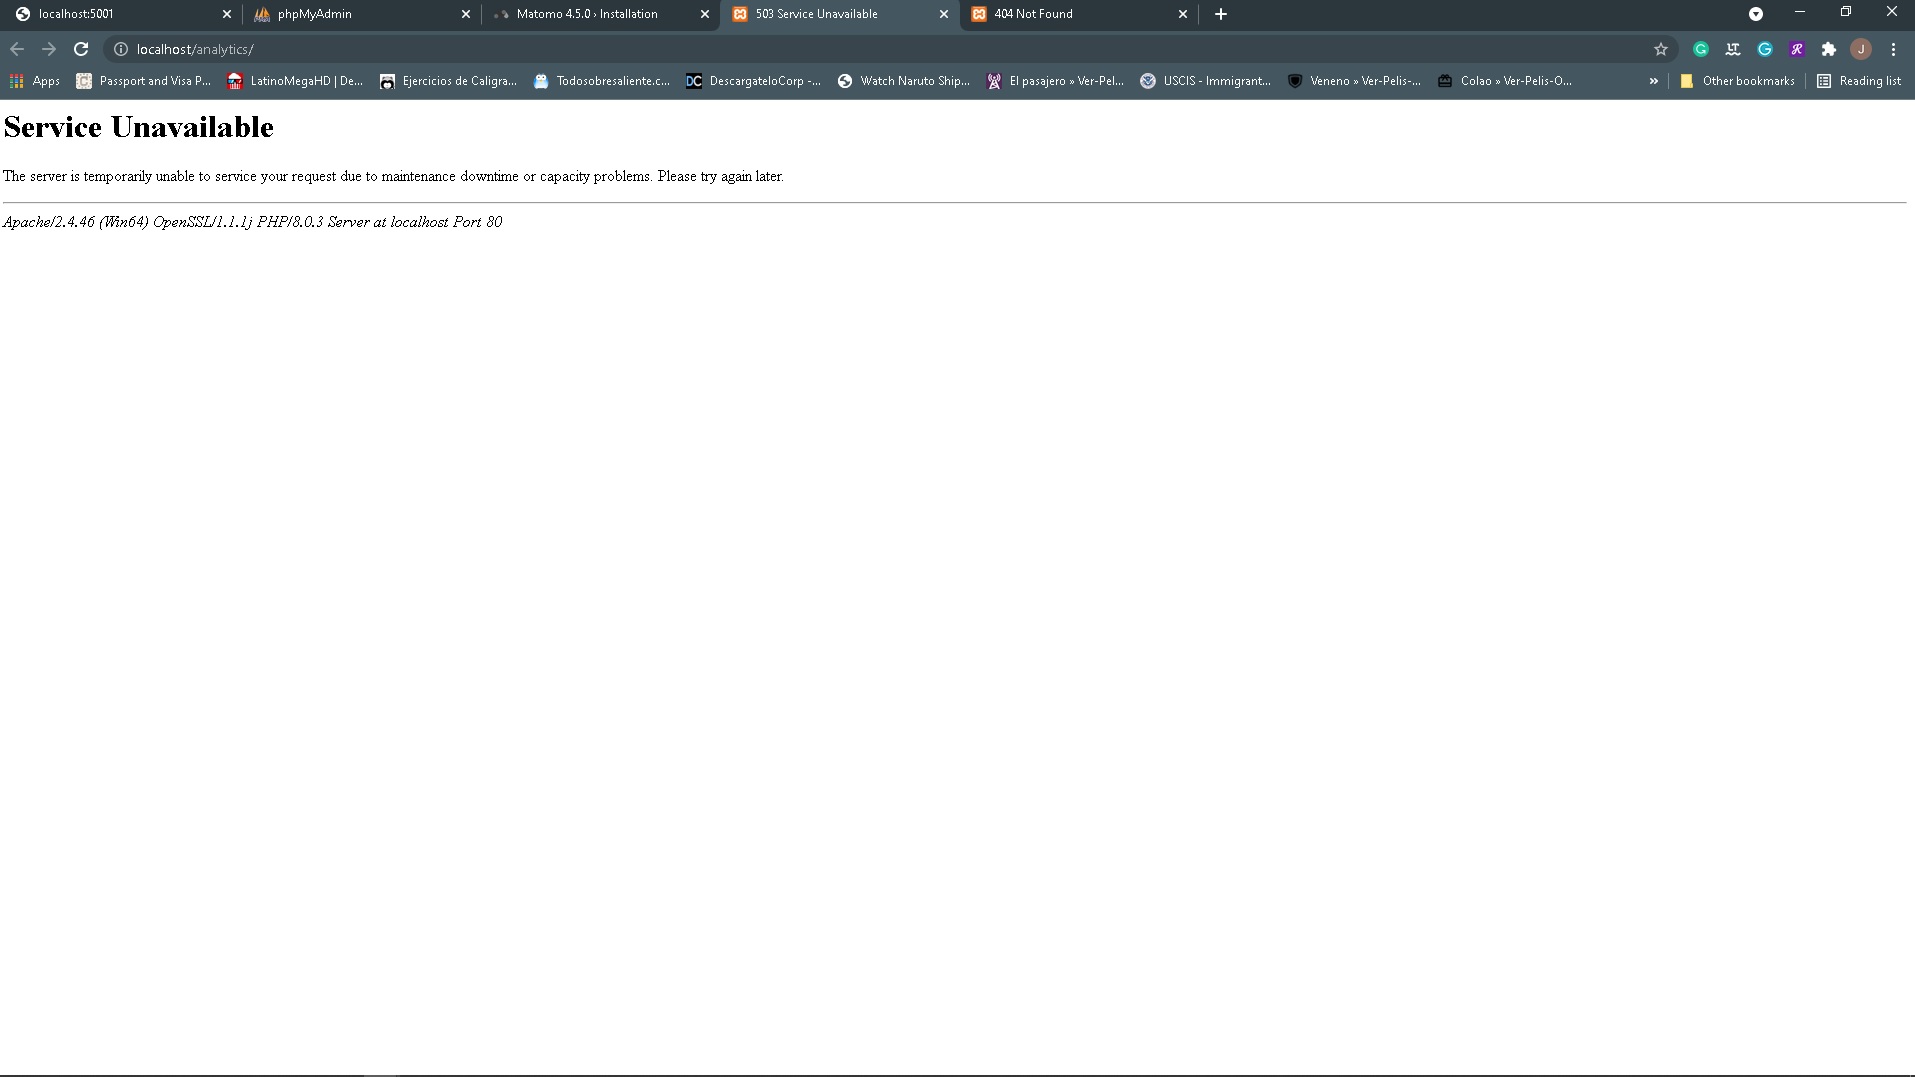 localhost:5001
phpMyAdmin
Matomo 4.5.0 › Installation
503 Service Unavailable
404 Not Found
localhost/analytics/
J
Apps
Passport and Visa P...
LatinoMegaHD | De...
Ejercicios de Caligra...
Todosobresaliente.c...
DC
DescargateloCorp -...
Watch Naruto Ship...
El pasajero » Ver-Pel...
USCIS - Immigrant...
Veneno » Ver-Pelis-...
Colao » Ver-Pelis-O...
»
Other bookmarks
Reading list
Service Unavailable
The server is temporarily unable to service your request due to maintenance downtime or capacity problems. Please try again later.
Apache/2.4.46 (Win64) OpenSSL/1.1.1j PHP/8.0.3 Server at localhost Port 80